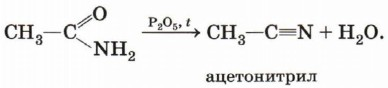 O
P₂O₅, t
CH₃—C NH₂ → CH₃—C≡N + H₂O.
ацетонитрил